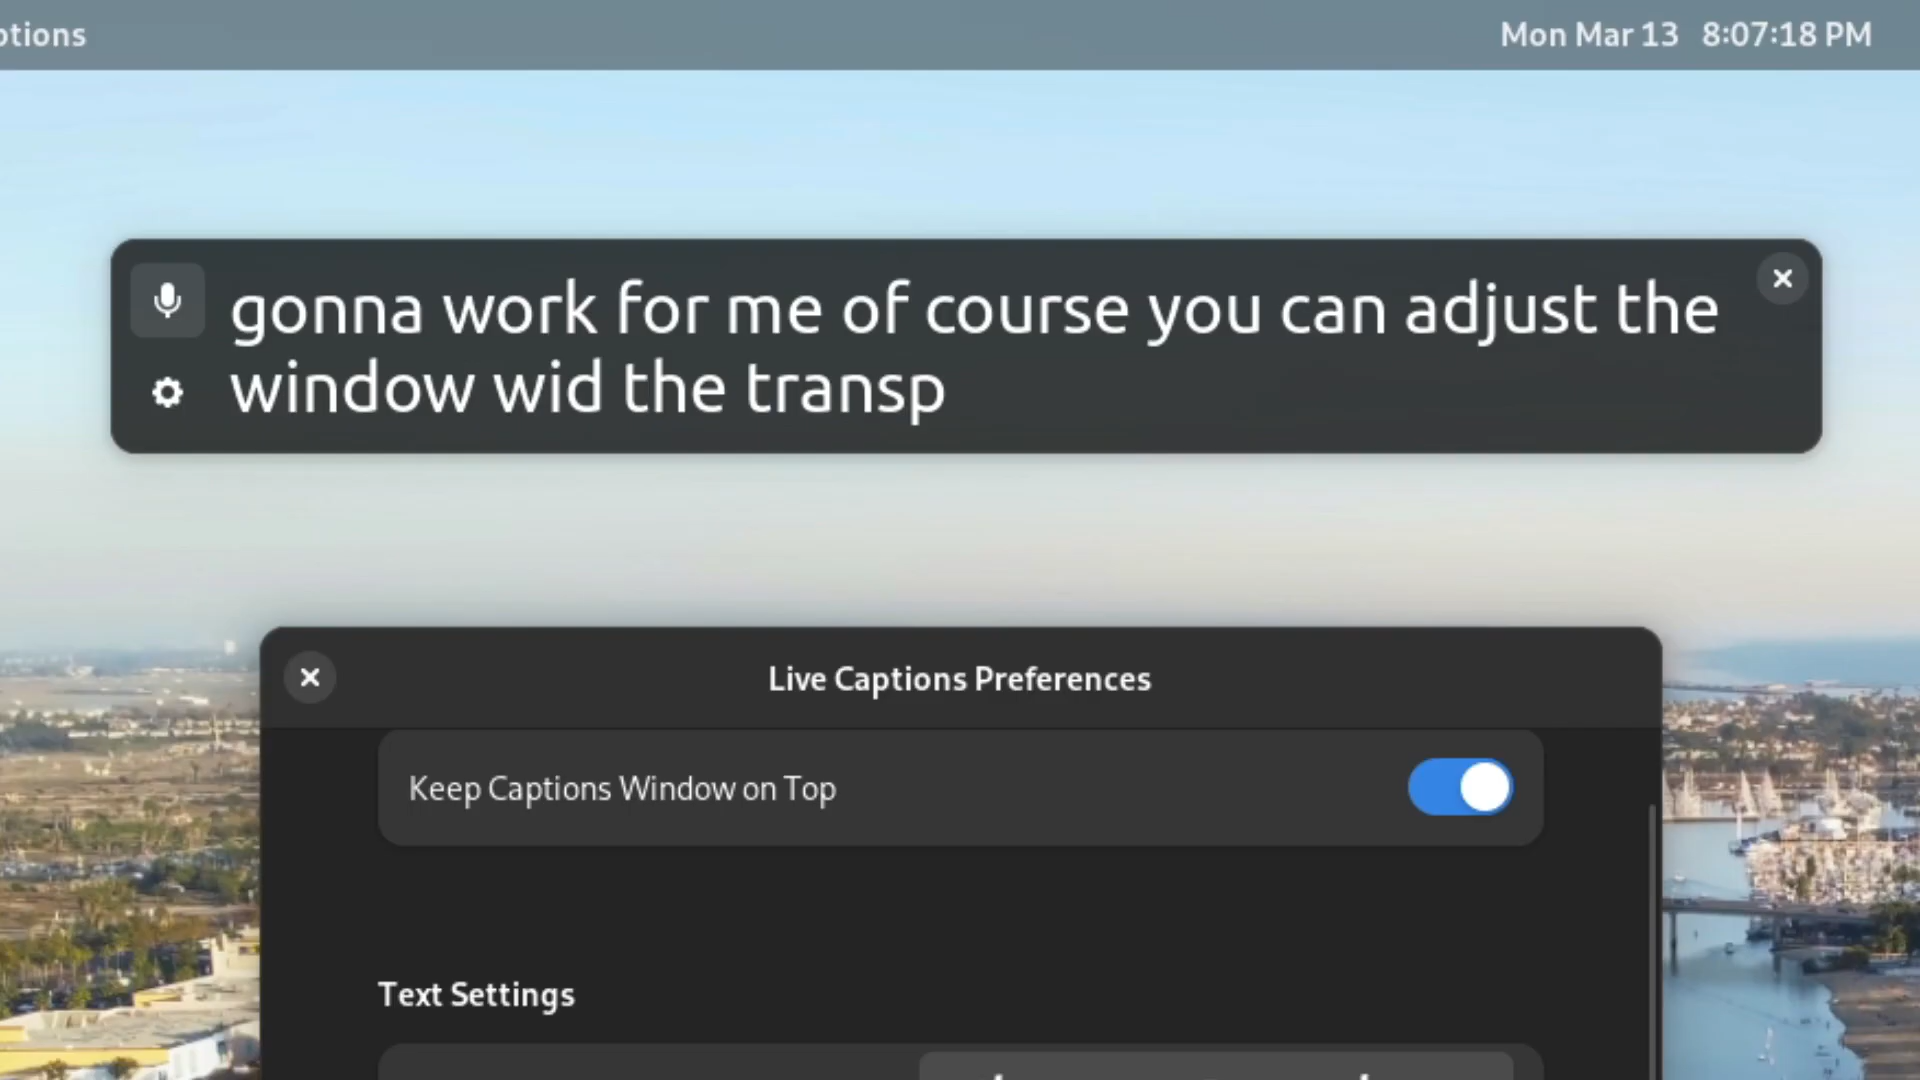 ptions
Mon Mar 13 8:07:18 PM
gonna work for me of course you can adjust the
window wid the transp
Live Captions Preferences
Keep Captions Window on Top
Text Settings